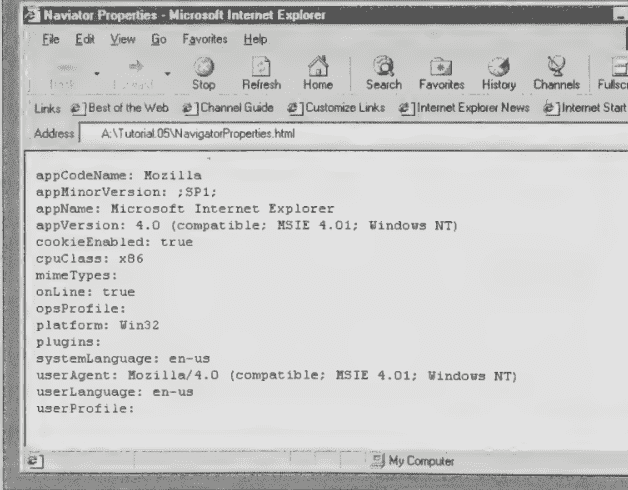 Naviator Properties - Microsoft Internet Explorer
File Edit View Go Favorites Help
Stop Refresh Home Search Favorites History Channels Fullscr
Links Best of the Web Channel Guide Customize Links Internet Explorer News Internet Start
Address A:\Tutorial.05\NavigatorProperties.html
appCodeName: Mozilla
appMinorVersion: ;SP1;
appName: Microsoft Internet Explorer
appVersion: 4.0 (compatible; MSIE 4.01; Windows NT)
cookieEnabled: true
cpuClass: x86
mimeTypes:
onLine: true
opsProfile:
platform: Win32
plugins:
systemLanguage: en-us
userAgent: Mozilla/4.0 (compatible; MSIE 4.01; Windows NT)
userLanguage: en-us
userProfile:
My Computer